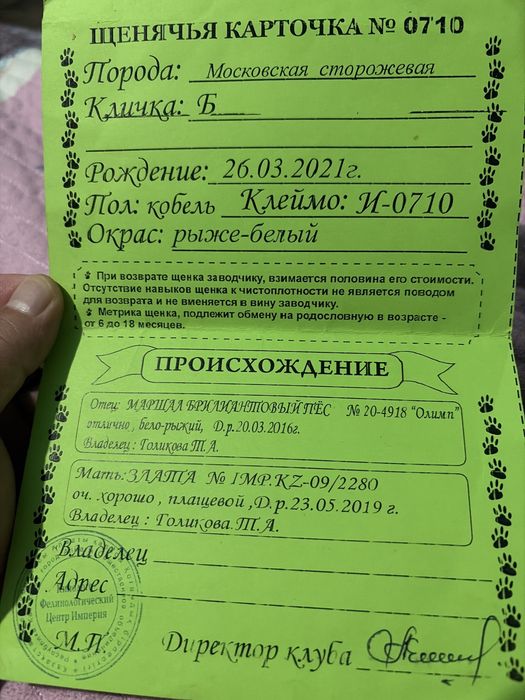 ЩЕНЯЧЬЯ КАРТОЧКА № 0710
Порода: Московская сторожевая
Кличка: Б
Рождение: 26.03.2021г.
Пол: кобель Клеймо: И-0710
Окрас: рыже-белый
При возврате щенка заводчику, взимается половина его стоимости.
Отсутствие навыков щенка к чистоплотности не является поводом
для возврата и не вменяется в вину заводчику.
Метрика щенка, подлежит обмену на родословную в возрасте -
от 6 до 18 месяцев.
ПРОИСХОЖДЕНИЕ
Отец: МАРШАЛ БРИЛИАНТОВЫЙ ПЁС № 20-4918 "Олимп"
отлично, бело-рыжий, Д.р.20.03.2016г.
Владелец : Голикова Т.А.
Мать:ЗЛАТА № IMP.KZ-09/2280
оч. хорошо , плащевой ,Д.р.23.05.2019 г.
Владелец : Голикова.Т.А.
Владелец
Адрес
Фелинологический
Центр Империя
М.П.
Директор клуба